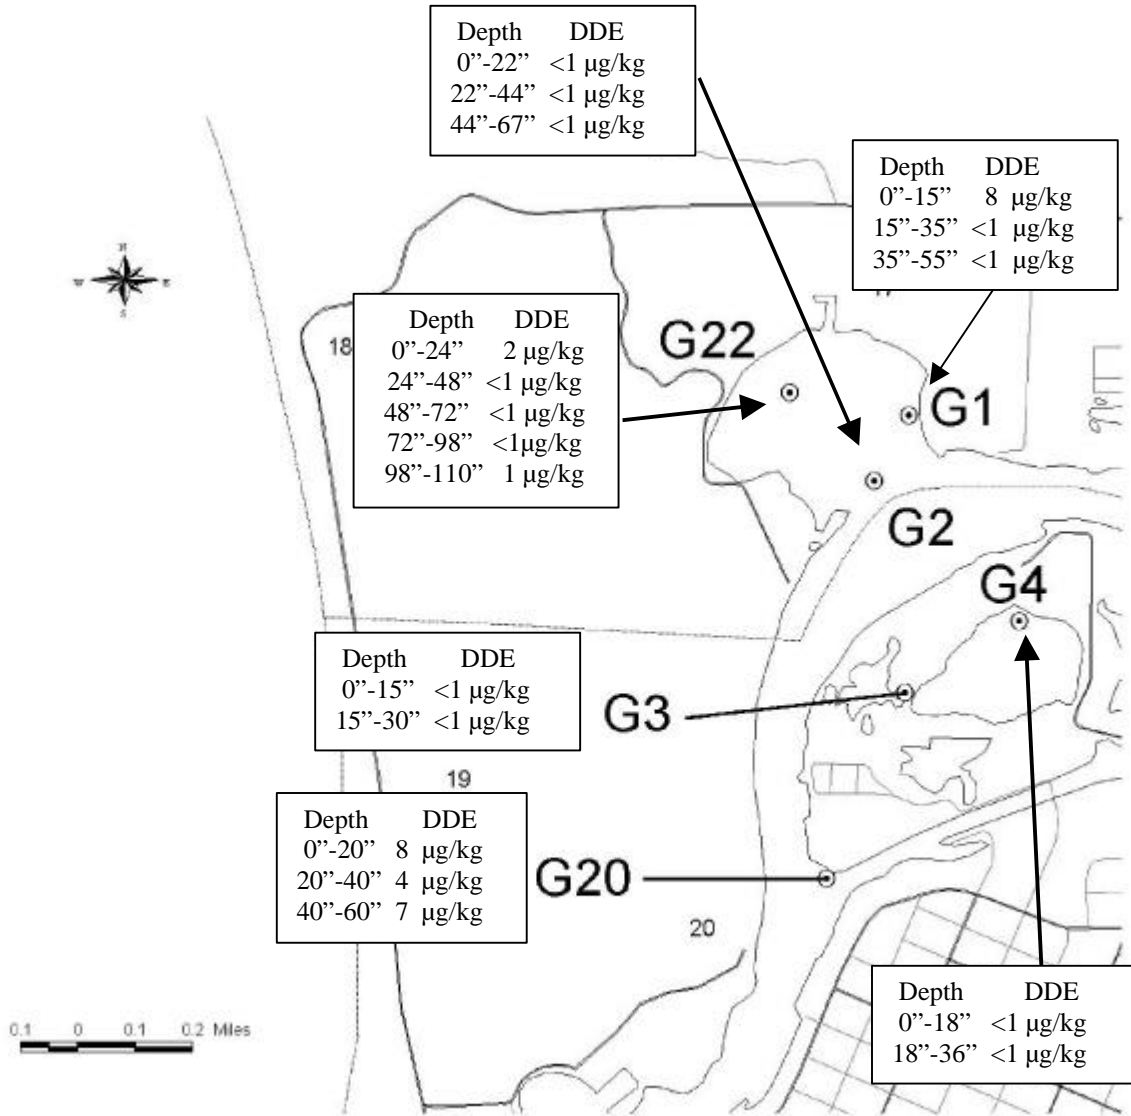 Depth DDE
0”-22” <1 µg/kg
22”-44” <1 µg/kg
44”-67” <1 µg/kg
Depth DDE
0”-15” 8 µg/kg
15”-35” <1 µg/kg
35”-55” <1 µg/kg
N
W E
S
Depth DDE
0”-24” 2 µg/kg
24”-48” <1 µg/kg
48”-72” <1 µg/kg
72”-98” <1µg/kg
98”-110” 1 µg/kg
18
G22
G1
G2
G4
Depth DDE
0”-15” <1 µg/kg
15”-30” <1 µg/kg
G3
19
Depth DDE
0”-20” 8 µg/kg
20”-40” 4 µg/kg
40”-60” 7 µg/kg
G20
20
Depth DDE
0”-18” <1 µg/kg
18”-36” <1 µg/kg
0.1 0 0.1 0.2 Miles